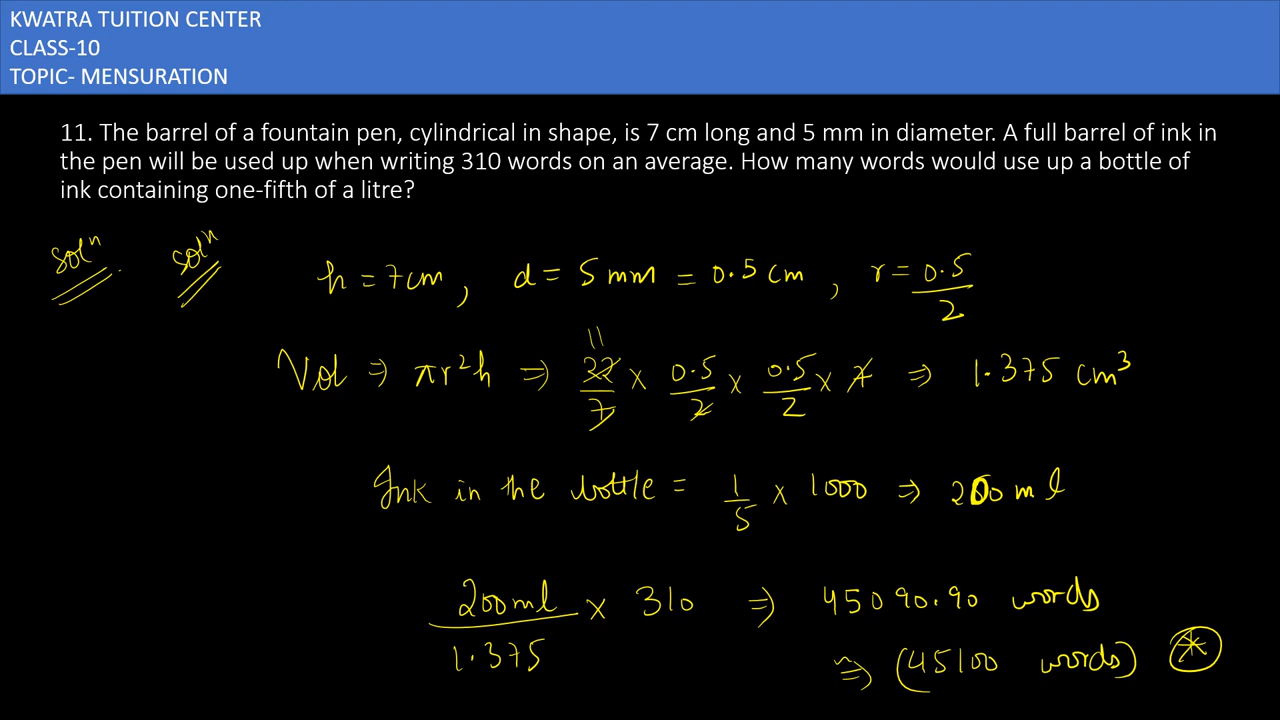 KWATRA TUITION CENTER
CLASS-10
TOPIC- MENSURATION
11. The barrel of a fountain pen, cylindrical in shape, is 7 cm long and 5 mm in diameter. A full barrel of ink in
the pen will be used up when writing 310 words on an average. How many words would use up a bottle of
ink containing one-fifth of a litre?
Solⁿ Solⁿ
h = 7cm, d = 5 mm = 0.5 cm, r = 0.5/2
11
Vol ⇒ πr²h ⇒ 22/7 × 0.5/2 × 0.5/2 × 7 ⇒ 1.375 cm³
Ink in the bottle = 1/5 × 1000 ⇒ 200 ml
200ml/1.375 × 310 ⇒ 45090.90 words
⇒ (45100 words)